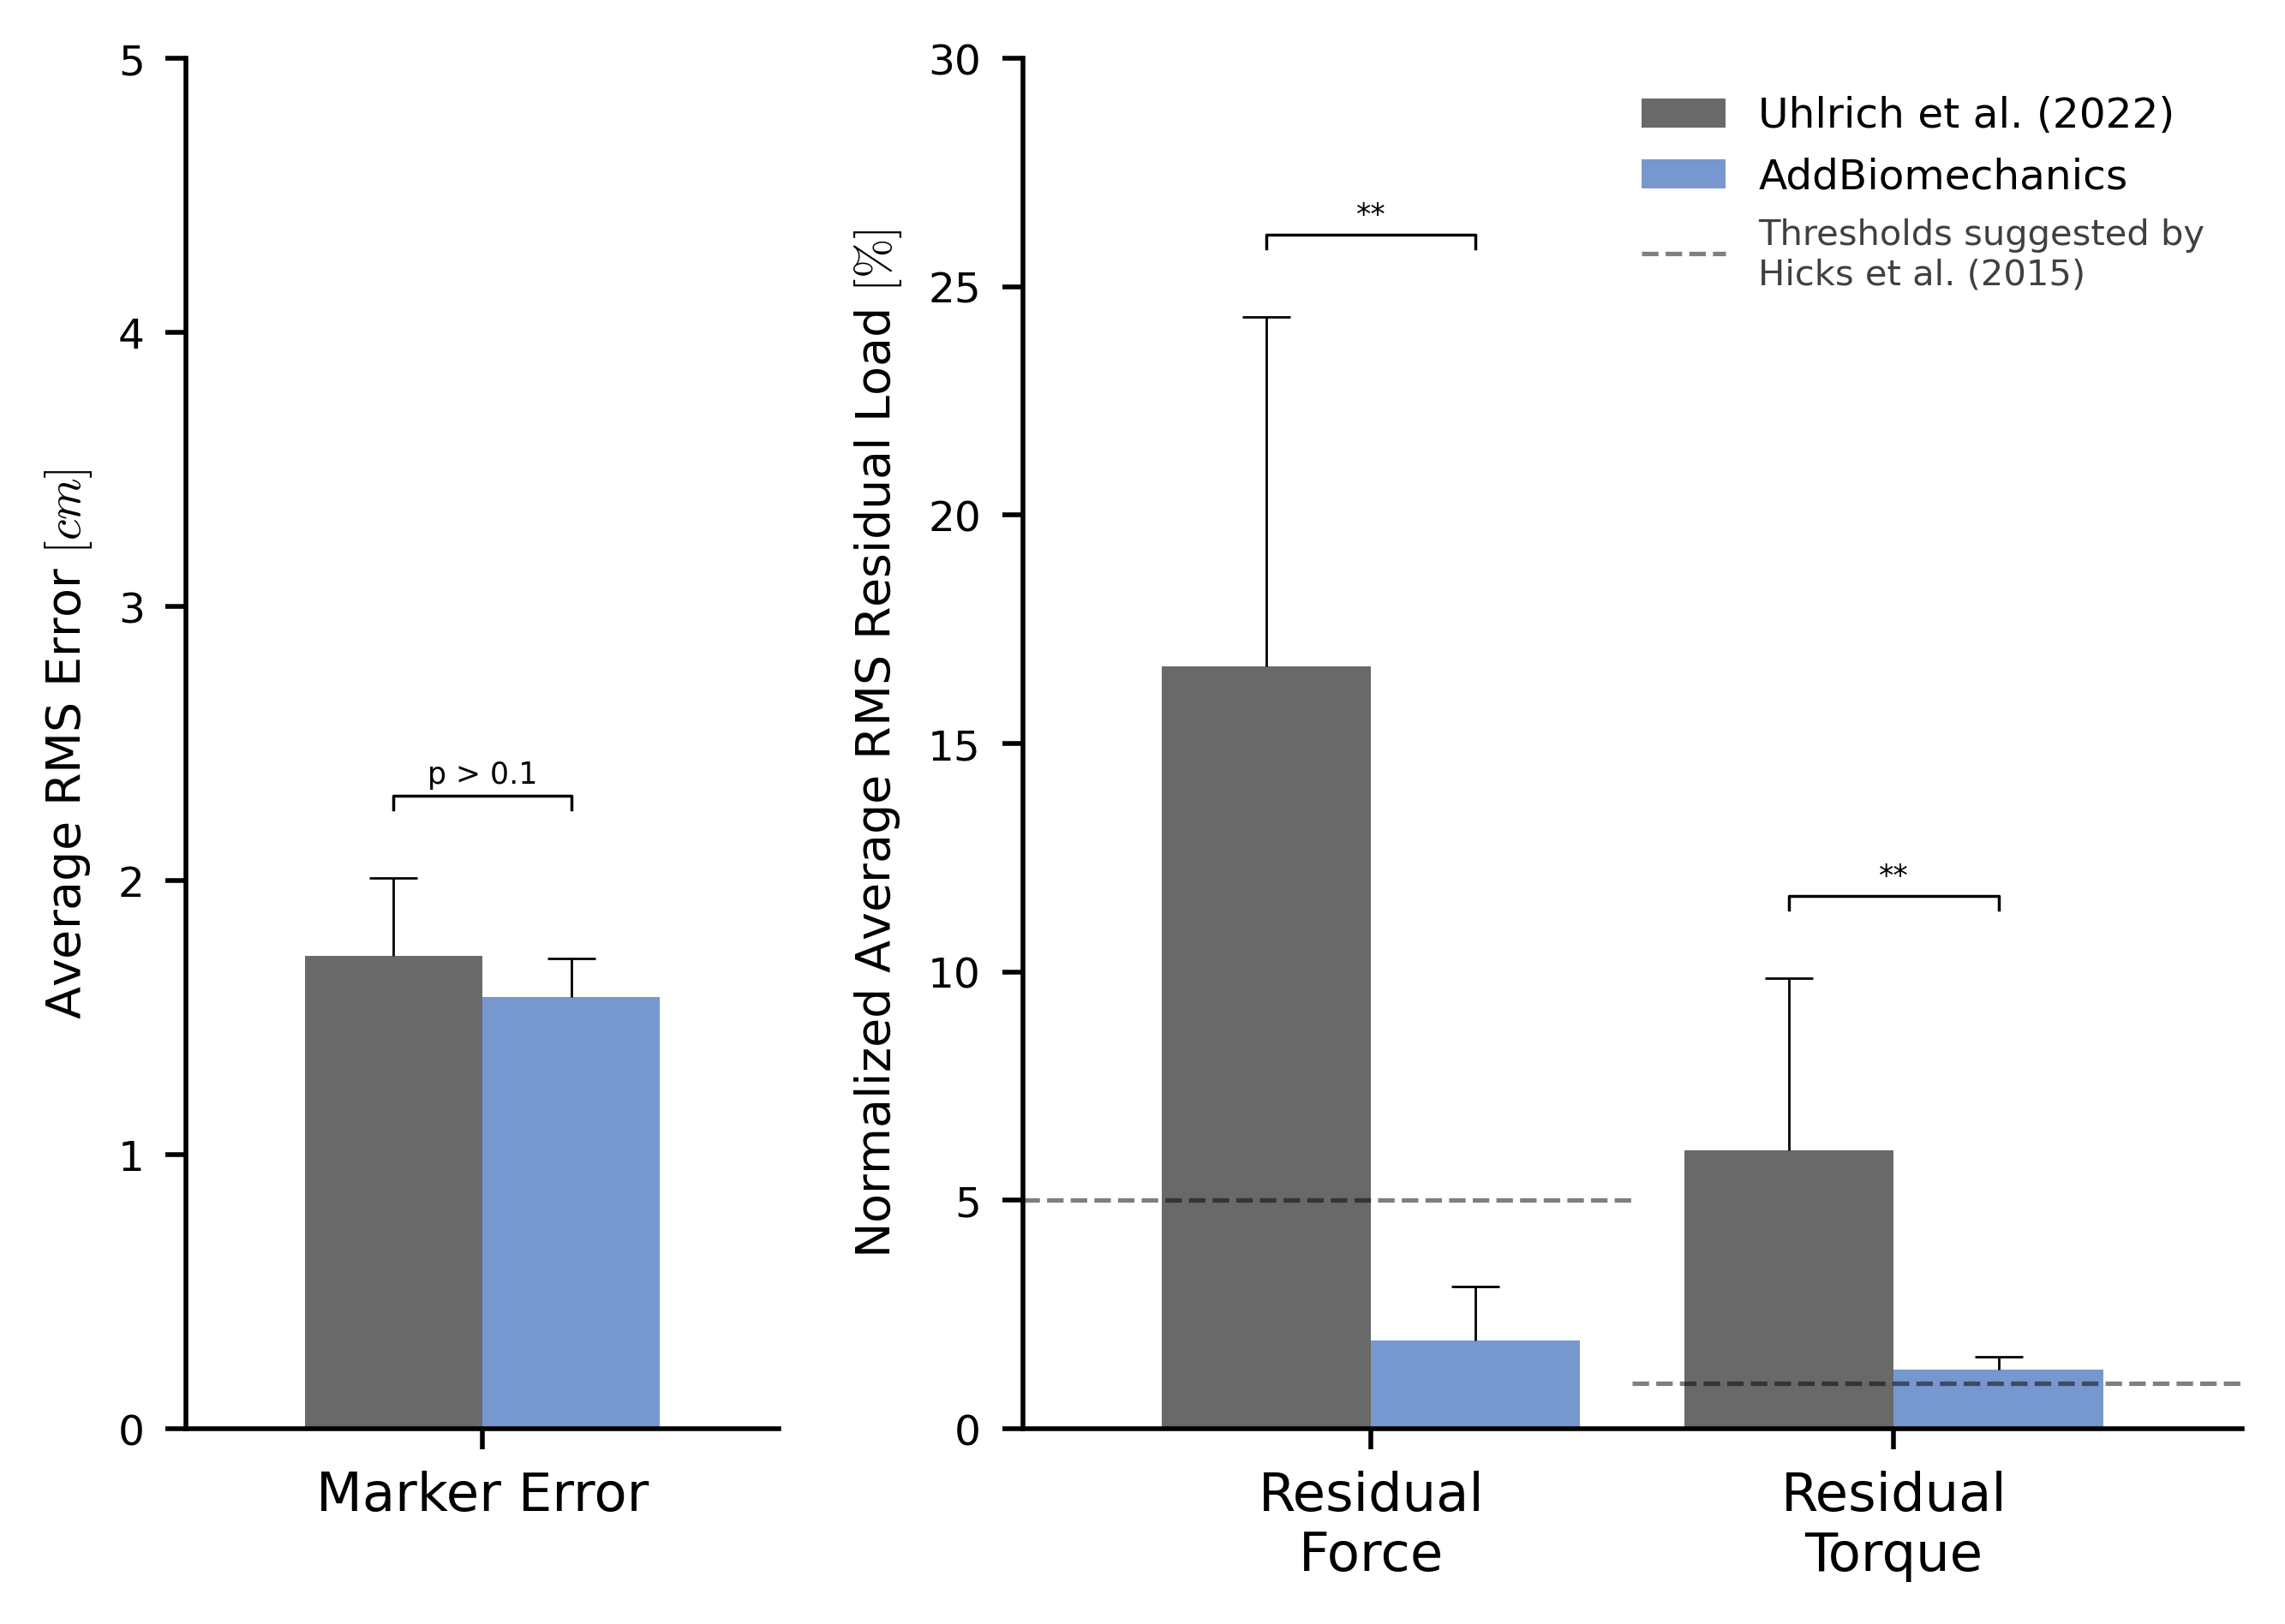 Average RMS Error [cm]
5
4
3
2
1
0
p > 0.1
Marker Error
Normalized Average RMS Residual Load [%]
30
25
20
15
10
5
0
**
**
Uhlrich et al. (2022)
AddBiomechanics
Thresholds suggested by
Hicks et al. (2015)
Residual
Force
Residual
Torque